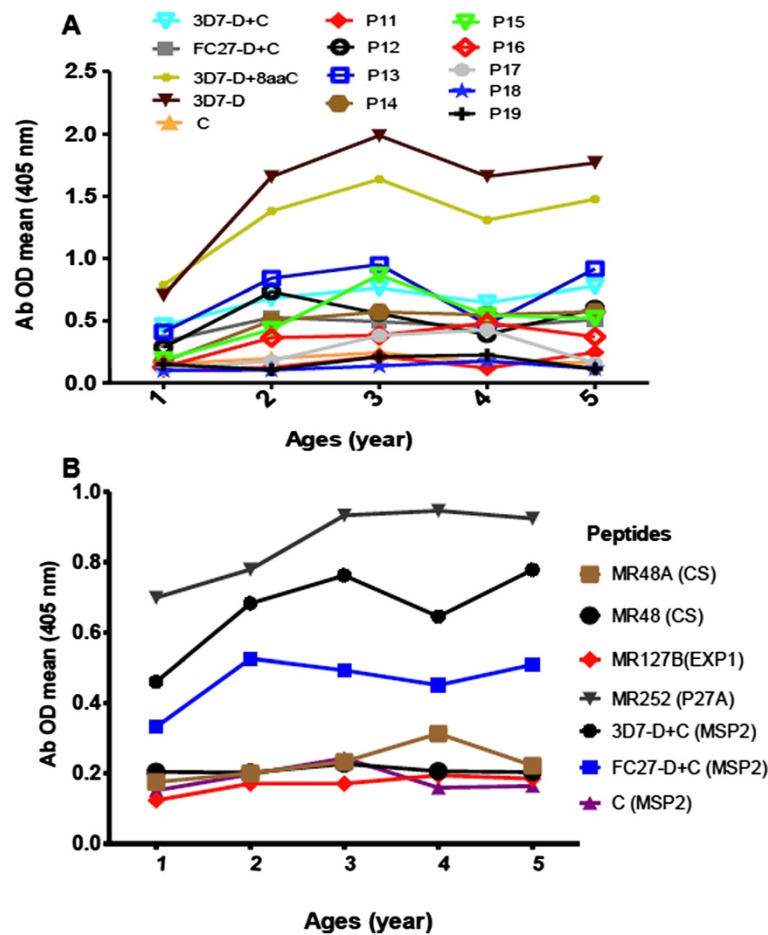 A
3D7-D+C
FC27-D+C
3D7-D+8aaC
3D7-D
C
P11
P12
P13
P14
P15
P16
P17
P18
P19
2.5
2.0
1.5
1.0
0.5
0.0
Ab OD mean (405 nm)
1 2 3 4 5
Ages (year)
B
1.0
0.8
0.6
0.4
0.2
0.0
Ab OD mean (405 nm)
1 2 3 4 5
Ages (year)
Peptides
MR48A (CS)
MR48 (CS)
MR127B(EXP1)
MR252 (P27A)
3D7-D+C (MSP2)
FC27-D+C (MSP2)
C (MSP2)